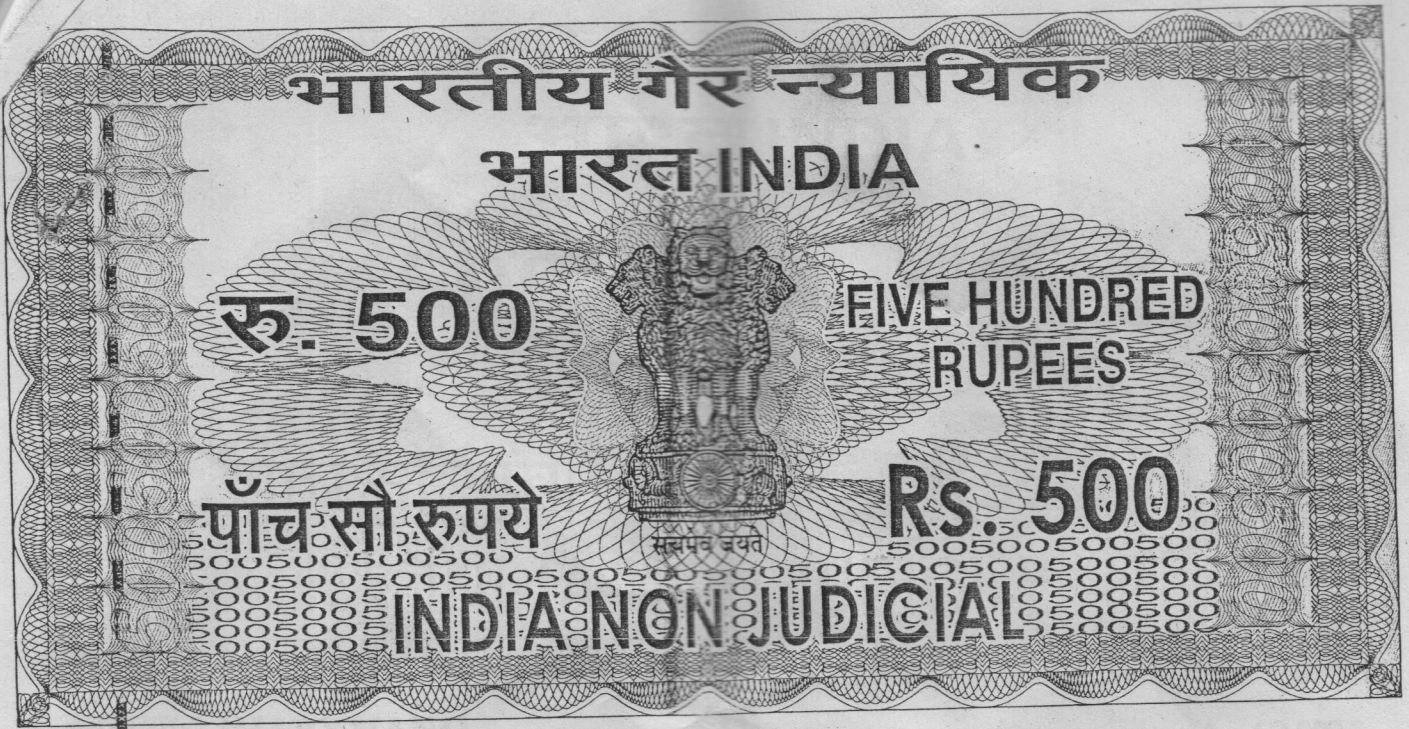 भारतीय गैर न्यायिक
भारत INDIA
रु. 500
FIVE HUNDRED
RUPEES
पाँच सौ रुपये
Rs. 500
सत्यमेव जयते
INDIA NON JUDICIAL